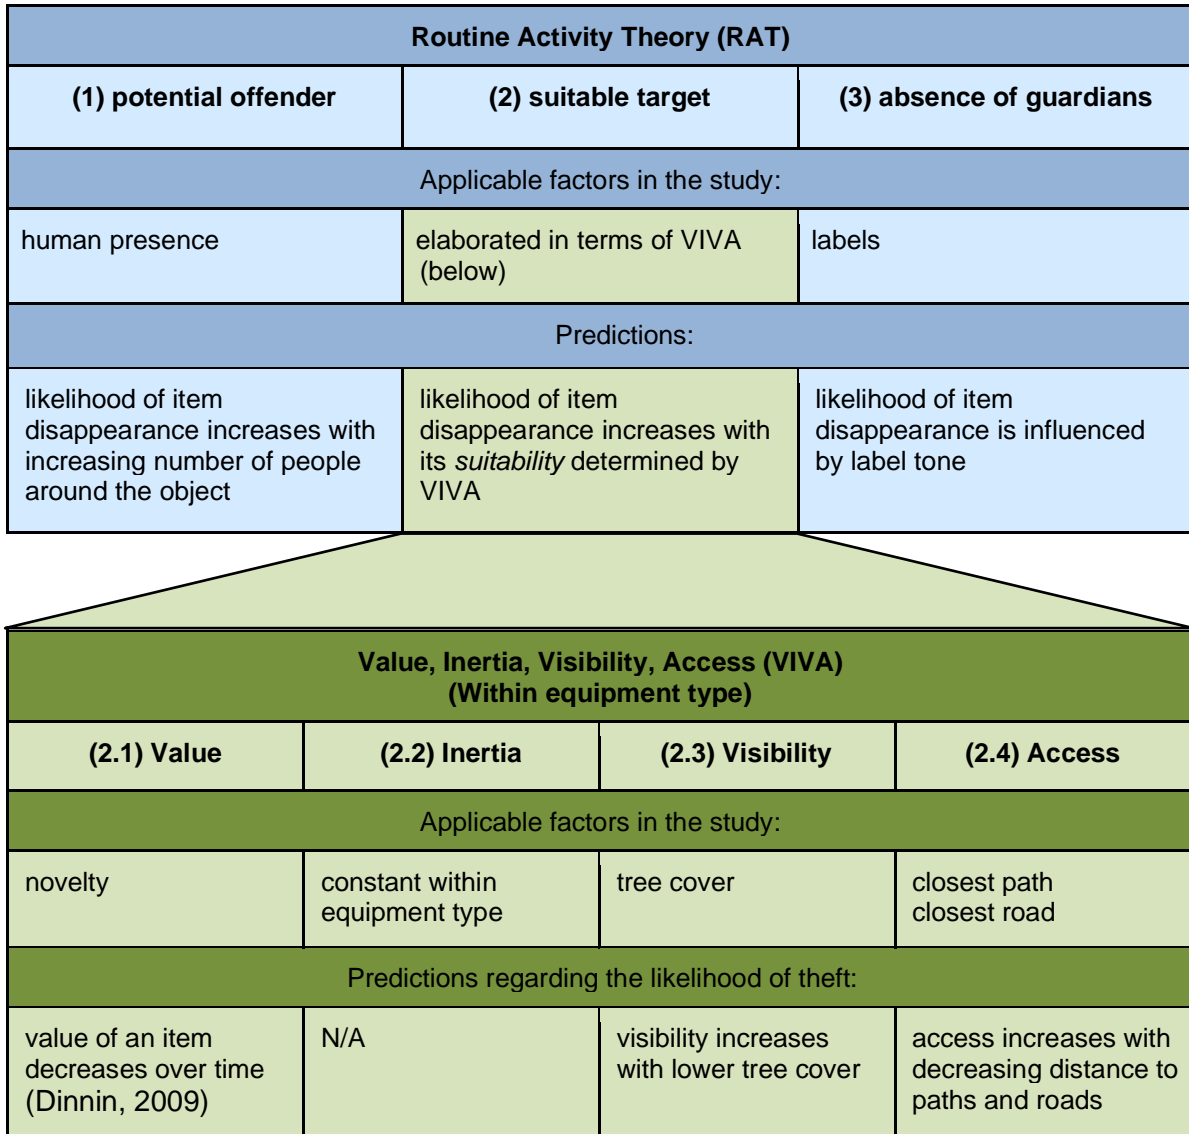 Routine Activity Theory (RAT)
(1) potential offender
(2) suitable target
(3) absence of guardians
Applicable factors in the study:
human presence
elaborated in terms of VIVA
(below)
labels
Predictions:
likelihood of item
disappearance increases with
increasing number of people
around the object
likelihood of item
disappearance increases with
its suitability determined by
VIVA
likelihood of item
disappearance is influenced
by label tone
Value, Inertia, Visibility, Access (VIVA)
(Within equipment type)
(2.1) Value
(2.2) Inertia
(2.3) Visibility
(2.4) Access
Applicable factors in the study:
novelty
constant within
equipment type
tree cover
closest path
closest road
Predictions regarding the likelihood of theft:
value of an item
decreases over time
(Dinnin, 2009)
N/A
visibility increases
with lower tree cover
access increases with
decreasing distance to
paths and roads